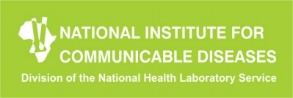 NATIONAL INSTITUTE FOR
COMMUNICABLE DISEASES
Division of the National Health Laboratory Service